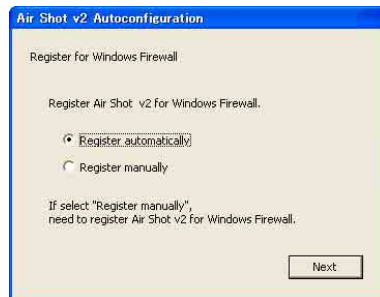 Air Shot v2 Autoconfiguration
Register for Windows Firewall
Register Air Shot v2 for Windows Firewall.
Register automatically
Register manually
If select "Register manually",
need to register Air Shot v2 for Windows Firewall.
Next